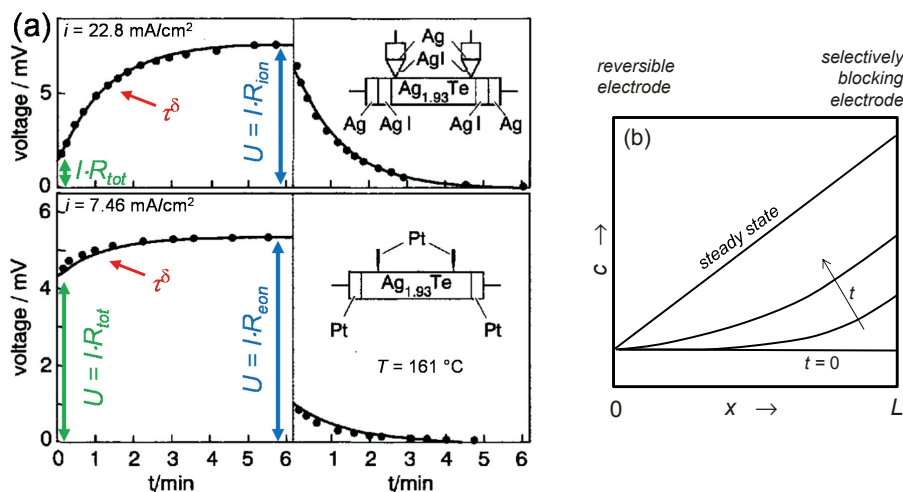 (a)
i = 22.8 mA/cm²
voltage / mV
5
0
τδ
I·Rtot
U = I·Rion
Ag
AgI
Ag1.93Te
Ag Ag I Ag I Ag
i = 7.46 mA/cm²
voltage / mV
6
4
2
0
τδ
U = I·Rtot
U = I·Reon
Pt
Ag1.93Te
Pt Pt
T = 161 °C
0 1 2 3 4 5 6 0 1 2 3 4 5 6
t/min t/min
reversible
electrode
selectively
blocking
electrode
(b)
c →
steady state
t
t = 0
0 x → L